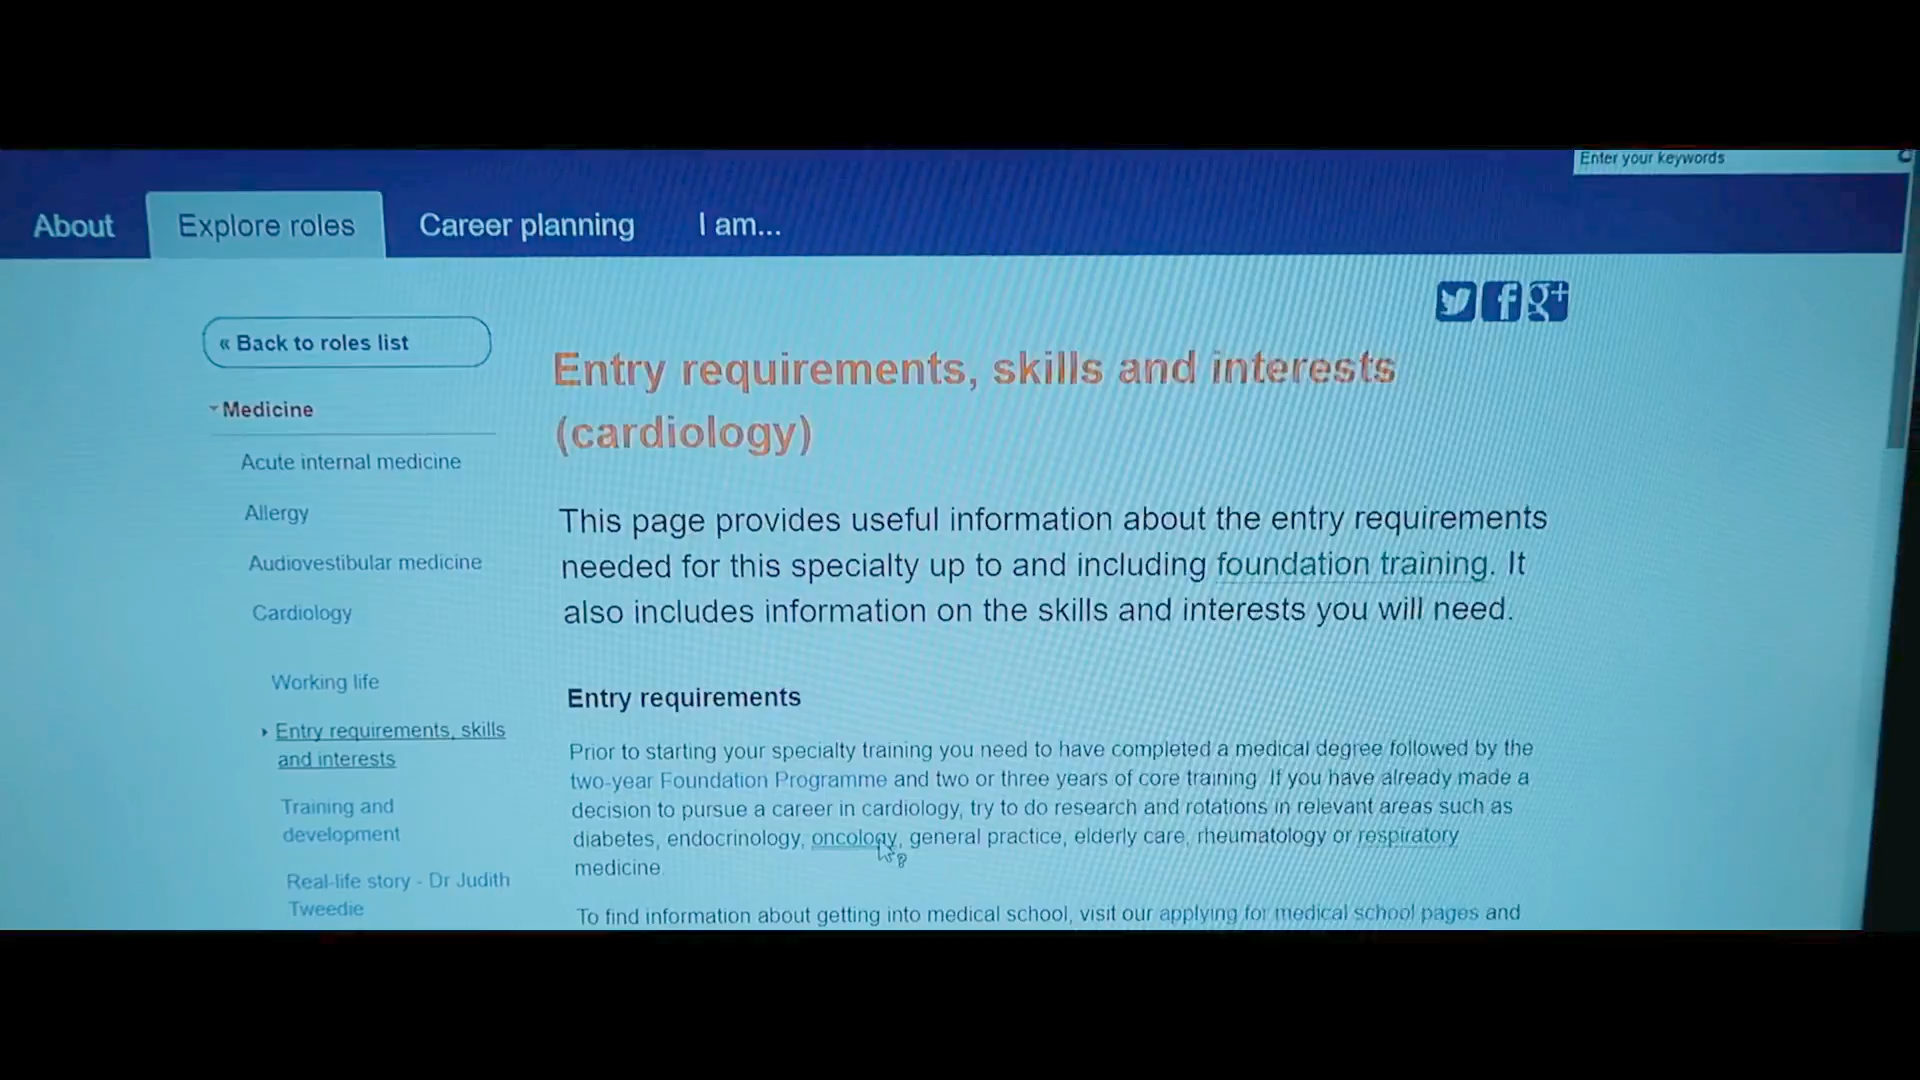 Enter your keywords
About
Explore roles
Career planning
I am...
« Back to roles list
Medicine
Acute internal medicine
Allergy
Audiovestibular medicine
Cardiology
Working life
Entry requirements, skills
and interests
Training and
development
Real-life story - Dr Judith
Tweedie
Entry requirements, skills and interests
(cardiology)
This page provides useful information about the entry requirements
needed for this specialty up to and including foundation training. It
also includes information on the skills and interests you will need.
Entry requirements
Prior to starting your specialty training you need to have completed a medical degree followed by the
two-year Foundation Programme and two or three years of core training. If you have already made a
decision to pursue a career in cardiology, try to do research and rotations in relevant areas such as
diabetes, endocrinology, oncology, general practice, elderly care, rheumatology or respiratory
medicine.
To find information about getting into medical school, visit our applying for medical school pages and